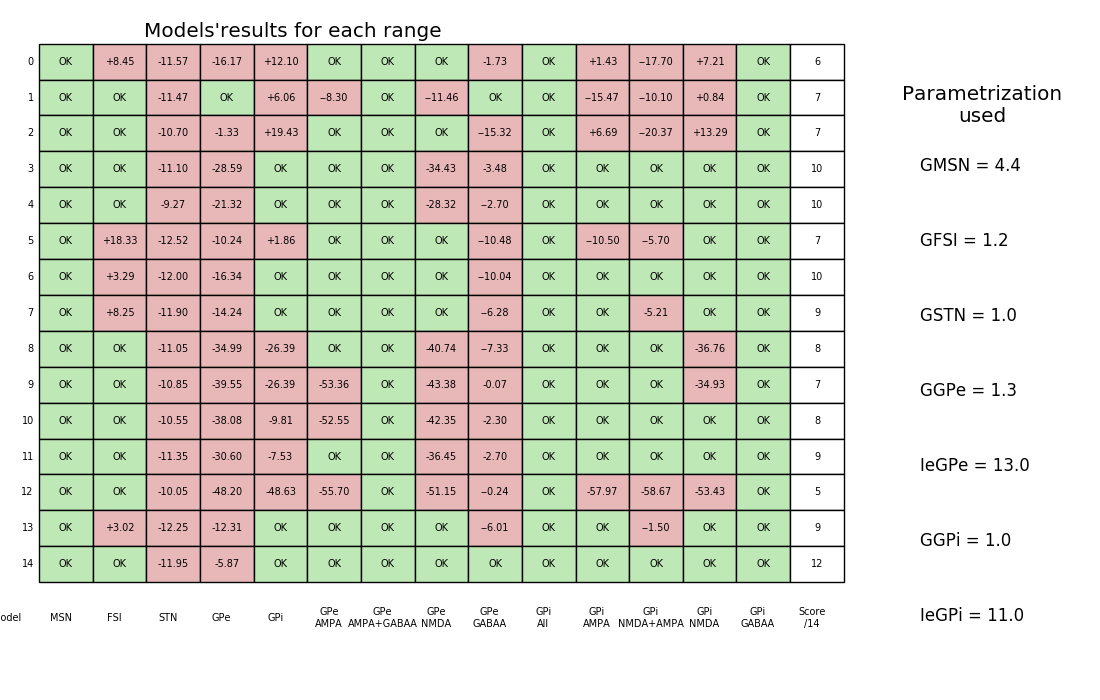 Models'results for each range
0 OK +8.45 -11.57 -16.17 +12.10 OK OK OK -1.73 OK +1.43 --17.70 +7.21 OK 6
1 OK OK -11.47 OK +6.06 --8.30 OK --11.46 OK OK --15.47 --10.10 +0.84 OK 7
2 OK OK -10.70 -1.33 +19.43 OK OK OK --15.32 OK +6.69 --20.37 +13.29 OK 7
3 OK OK -11.10 -28.59 OK OK OK -34.43 -3.48 OK OK OK OK OK 10
4 OK OK -9.27 -21.32 OK OK OK -28.32 --2.70 OK OK OK OK OK 10
5 OK +18.33 -12.52 -10.24 +1.86 OK OK OK --10.48 OK --10.50 --5.70 OK OK 7
6 OK +3.29 -12.00 -16.34 OK OK OK OK --10.04 OK OK OK OK OK 10
7 OK +8.25 -11.90 -14.24 OK OK OK OK --6.28 OK OK -5.21 OK OK 9
8 OK OK -11.05 -34.99 -26.39 OK OK -40.74 --7.33 OK OK OK -36.76 OK 8
9 OK OK -10.85 -39.55 -26.39 -53.36 OK -43.38 -0.07 OK OK OK -34.93 OK 7
10 OK OK -10.55 -38.08 -9.81 -52.55 OK -42.35 -2.30 OK OK OK OK OK 8
11 OK OK -11.35 -30.60 -7.53 OK OK -36.45 -2.70 OK OK OK OK OK 9
12 OK OK -10.05 -48.20 -48.63 -55.70 OK -51.15 --0.24 OK -57.97 -58.67 -53.43 OK 5
13 OK +3.02 -12.25 -12.31 OK OK OK OK --6.01 OK OK --1.50 OK OK 9
14 OK OK -11.95 -5.87 OK OK OK OK OK OK OK OK OK OK 12
odel MSN FSI STN GPe GPi GPe AMPA GPe AMPA+GABAA GPe NMDA GPe GABAA GPi All GPi AMPA GPi NMDA+AMPA GPi NMDA GPi GABAA Score /14
Parametrization
used
GMSN = 4.4
GFSI = 1.2
GSTN = 1.0
GGPe = 1.3
IeGPe = 13.0
GGPi = 1.0
IeGPi = 11.0